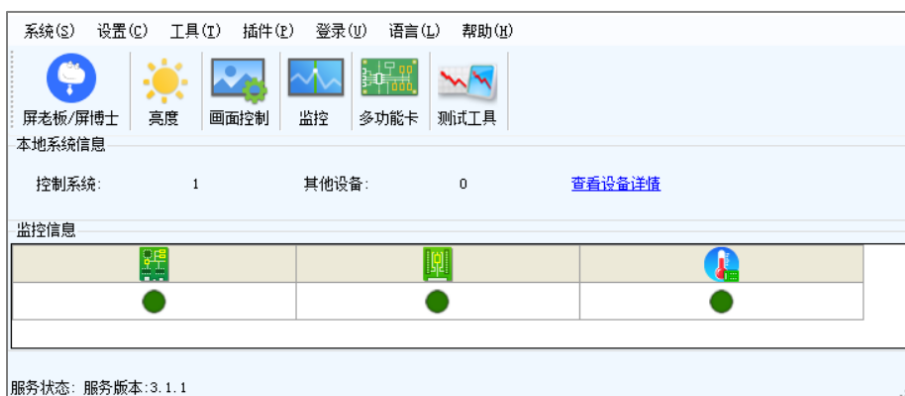 系统(S) 设置(C) 工具(T) 插件(P) 登录(U) 语言(L) 帮助(H)
屏老板/屏博士 亮度 画面控制 监控 多功能卡 测试工具
本地系统信息
控制系统: 1 其他设备: 0 查看设备详情
监控信息
服务状态: 服务版本:3.1.1